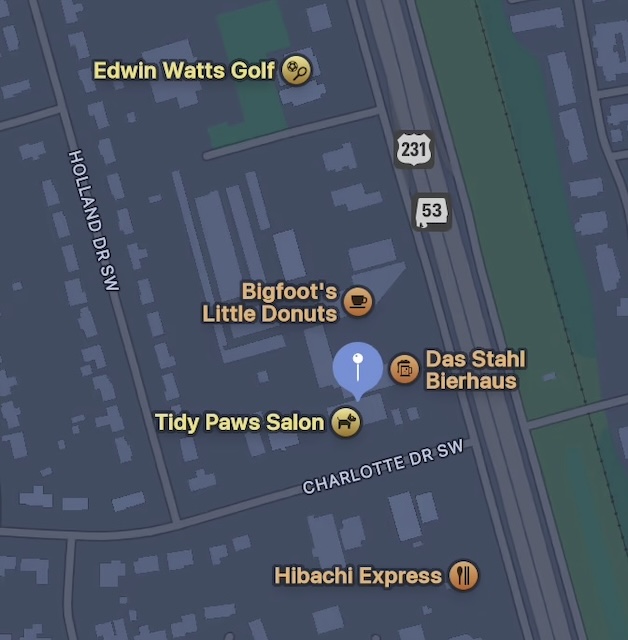 Edwin Watts Golf
231
53
HOLLAND DR SW
Bigfoot's
Little Donuts
Das Stahl
Bierhaus
Tidy Paws Salon
CHARLOTTE DR SW
Hibachi Express